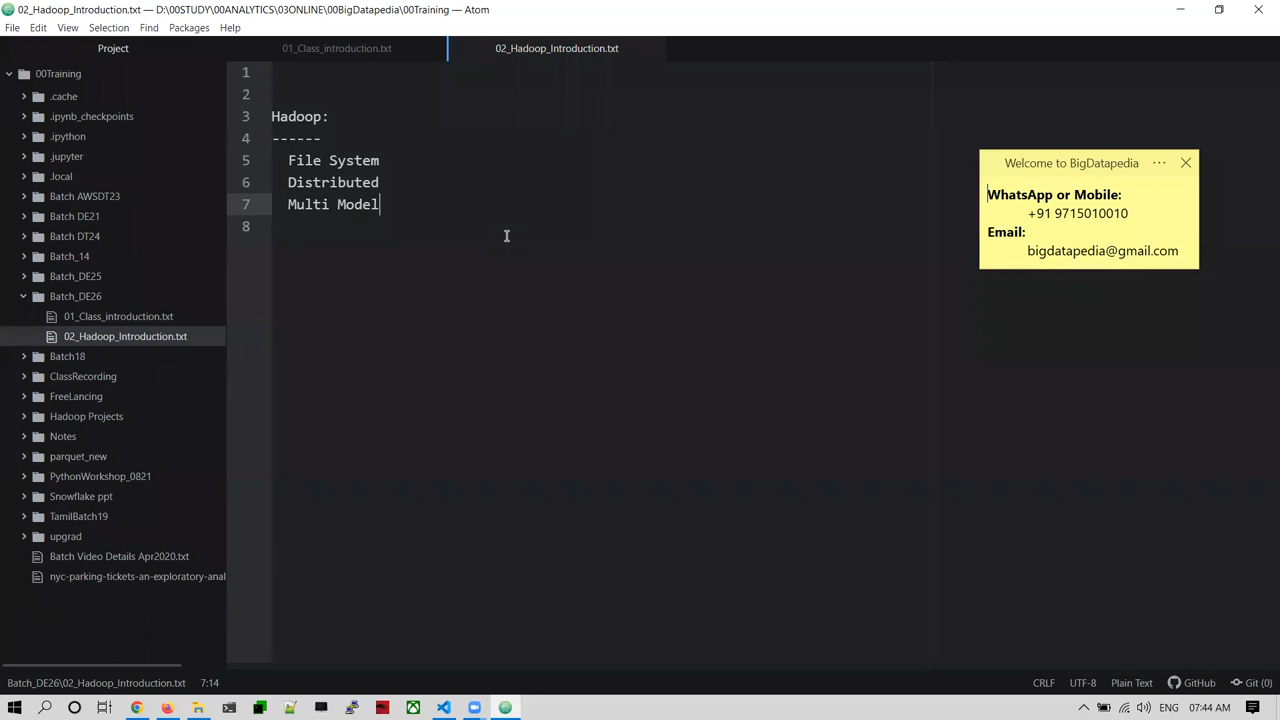 02_Hadoop_Introduction.txt — D:\00STUDY\00ANALYTICS\03ONLINE\00BigDatapedia\00Training — Atom
File Edit View Selection Find Packages Help
Project
01_Class_introduction.txt
02_Hadoop_Introduction.txt
00Training
.cache
.ipynb_checkpoints
.ipython
.jupyter
.local
Batch AWSDT23
Batch DE21
Batch DT24
Batch_14
Batch_DE25
Batch_DE26
01_Class_introduction.txt
02_Hadoop_Introduction.txt
Batch18
ClassRecording
FreeLancing
Hadoop Projects
Notes
parquet_new
PythonWorkshop_0821
Snowflake ppt
TamilBatch19
upgrad
Batch Video Details Apr2020.txt
nyc-parking-tickets-an-exploratory-anal
1
2
3 Hadoop:
4 ------
5 File System
6 Distributed
7 Multi Model
8
Welcome to BigDatapedia ...
WhatsApp or Mobile:
+91 9715010010
Email:
bigdatapedia@gmail.com
Batch_DE26\02_Hadoop_Introduction.txt 7:14
CRLF UTF-8 Plain Text GitHub Git (0)
ENG 07:44 AM